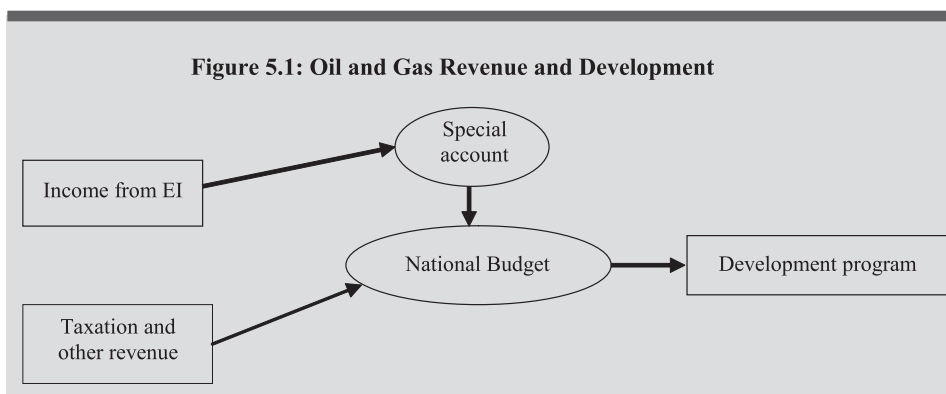 Figure 5.1: Oil and Gas Revenue and Development
Special
account
Income from EI
National Budget
Development program
Taxation and
other revenue